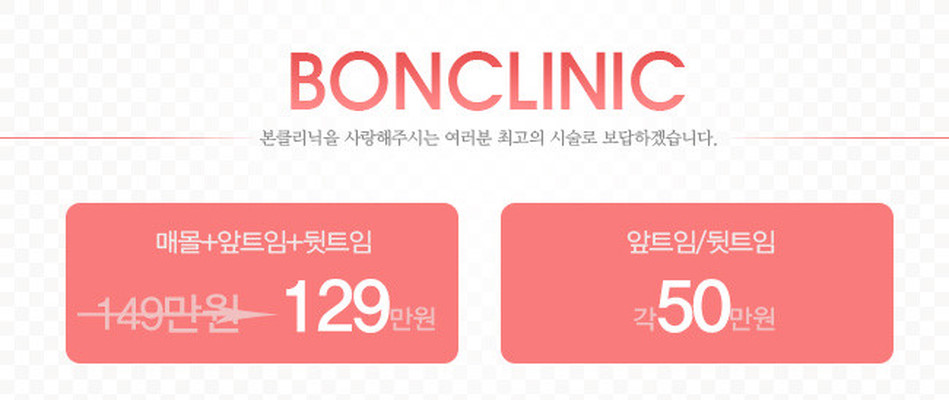 BONCLINIC
본클리닉을 사랑해주시는 여러분 최고의 시술로 보답하겠습니다.
매몰+앞트임+뒷트임
149만원 129만원
앞트임/뒷트임
각50만원